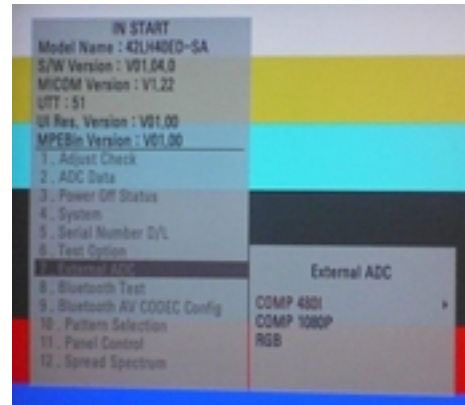 IN START
Model Name : 42LH40ED-SA
S/W Version : V01.04.0
MICOM Version : V1.22
UTT : 51
UI Res. Version : V01.00
MPEBin Version : V01.00
1 . Adjust Check
2 . ADC Data
3 . Power Off Status
4 . System
5 . Serial Number D/L
6 . Test Option
7 . External ADC
8 . Bluetooth Test
9 . Bluetooth AV CODEC Config
10 . Pattern Selection
11 . Panel Control
12 . Spread Spectrum
External ADC
COMP 480I
COMP 1080P
RGB